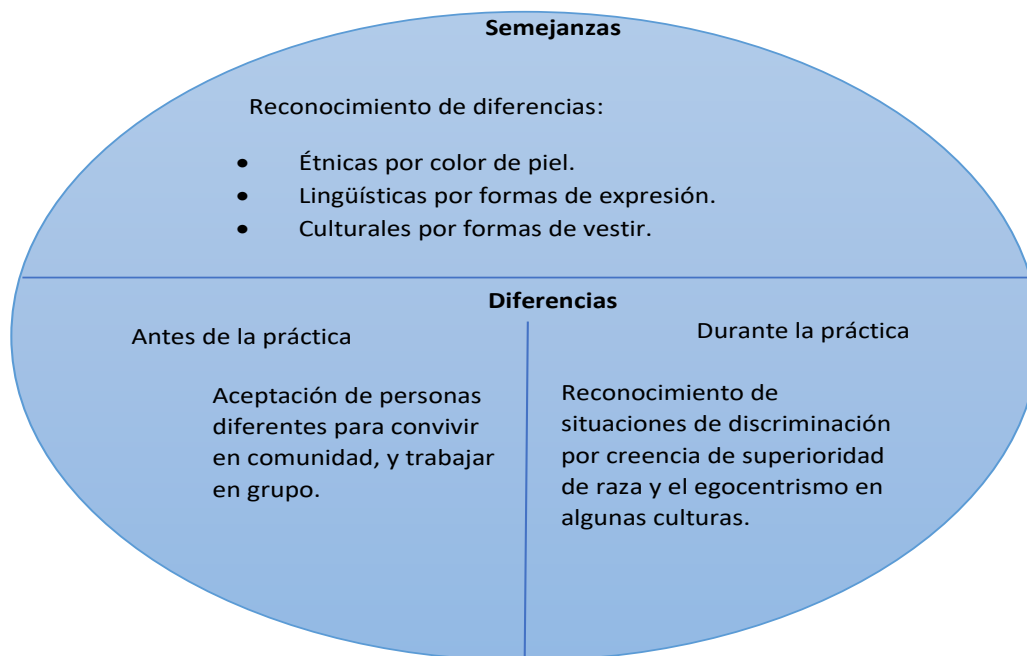 Semejanzas
Reconocimiento de diferencias:
• Étnicas por color de piel.
• Lingüísticas por formas de expresión.
• Culturales por formas de vestir.
Diferencias
Antes de la práctica
Aceptación de personas
diferentes para convivir
en comunidad, y trabajar
en grupo.
Durante la práctica
Reconocimiento de
situaciones de discriminación
por creencia de superioridad
de raza y el egocentrismo en
algunas culturas.